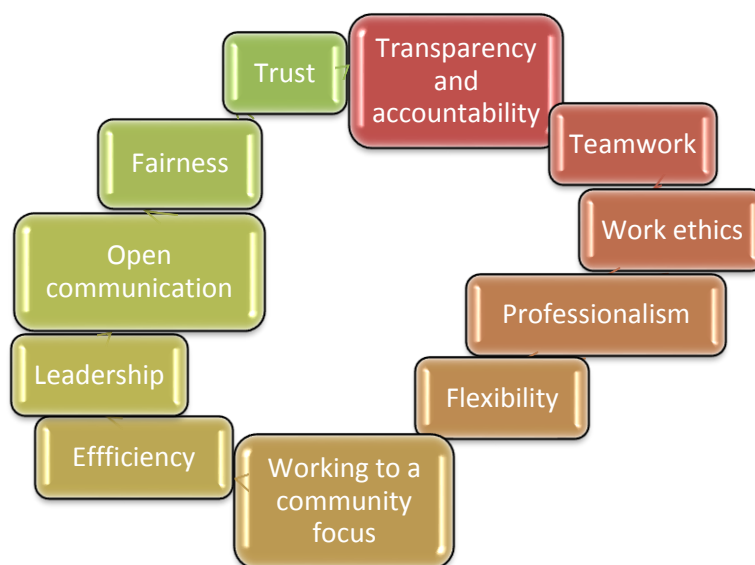 Transparency
and
accountability
Teamwork
Work ethics
Professionalism
Flexibility
Working to a
community
focus
Effficiency
Leadership
Open
communication
Fairness
Trust